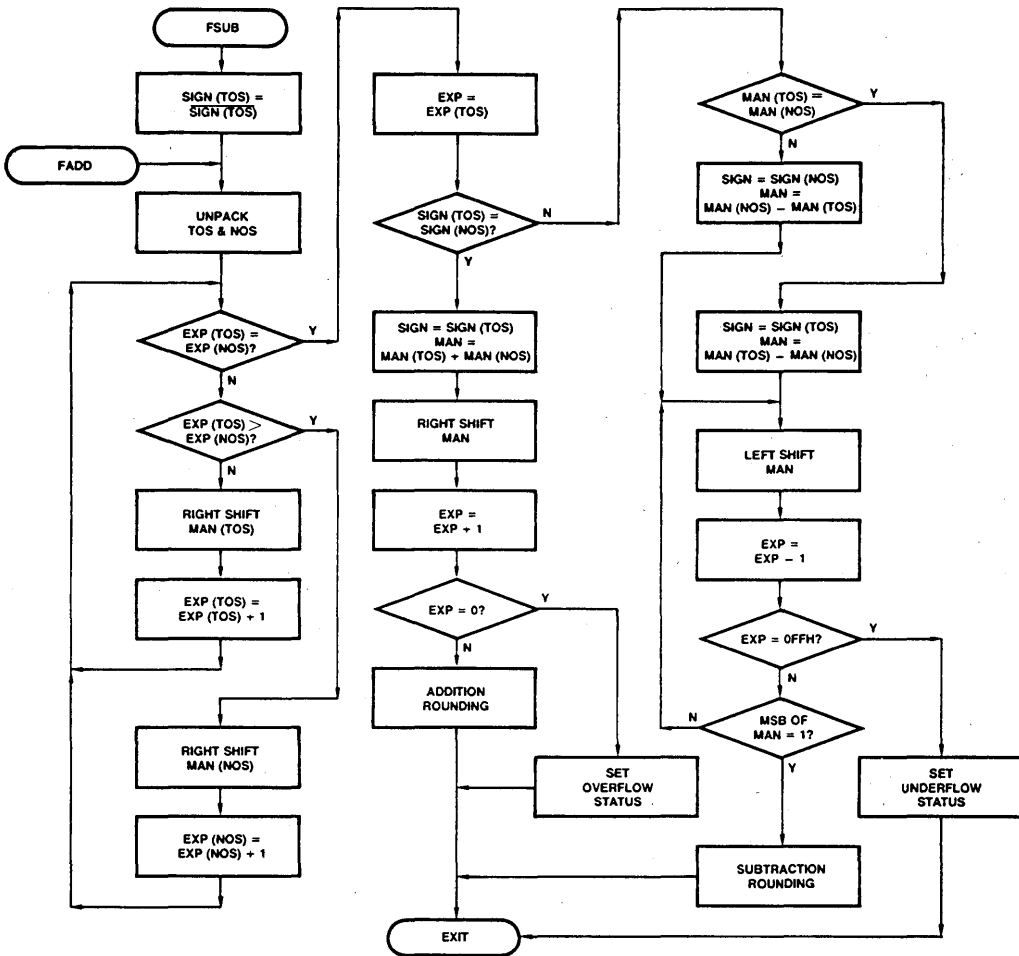 FSUB
SIGN (TOS) =
SIGN (TOS)
FADD
UNPACK
TOS & NOS
EXP (TOS) =
EXP (NOS)?
Y
N
EXP (TOS) >
EXP (NOS)?
Y
N
RIGHT SHIFT
MAN (TOS)
EXP (TOS) =
EXP (TOS) + 1
RIGHT SHIFT
MAN (NOS)
EXP (NOS) =
EXP (NOS) + 1
EXP =
EXP (TOS)
SIGN (TOS) =
SIGN (NOS)?
N
Y
SIGN = SIGN (TOS)
MAN =
MAN (TOS) + MAN (NOS)
RIGHT SHIFT
MAN
EXP =
EXP + 1
EXP = 0?
Y
N
ADDITION
ROUNDING
SET
OVERFLOW
STATUS
MAN (TOS) =
MAN (NOS)
Y
N
SIGN = SIGN (NOS)
MAN =
MAN (NOS) – MAN (TOS)
SIGN = SIGN (TOS)
MAN =
MAN (TOS) – MAN (NOS)
LEFT SHIFT
MAN
EXP =
EXP – 1
EXP = 0FFH?
Y
N
MSB OF
MAN = 1?
N
Y
SET
UNDERFLOW
STATUS
SUBTRACTION
ROUNDING
EXIT